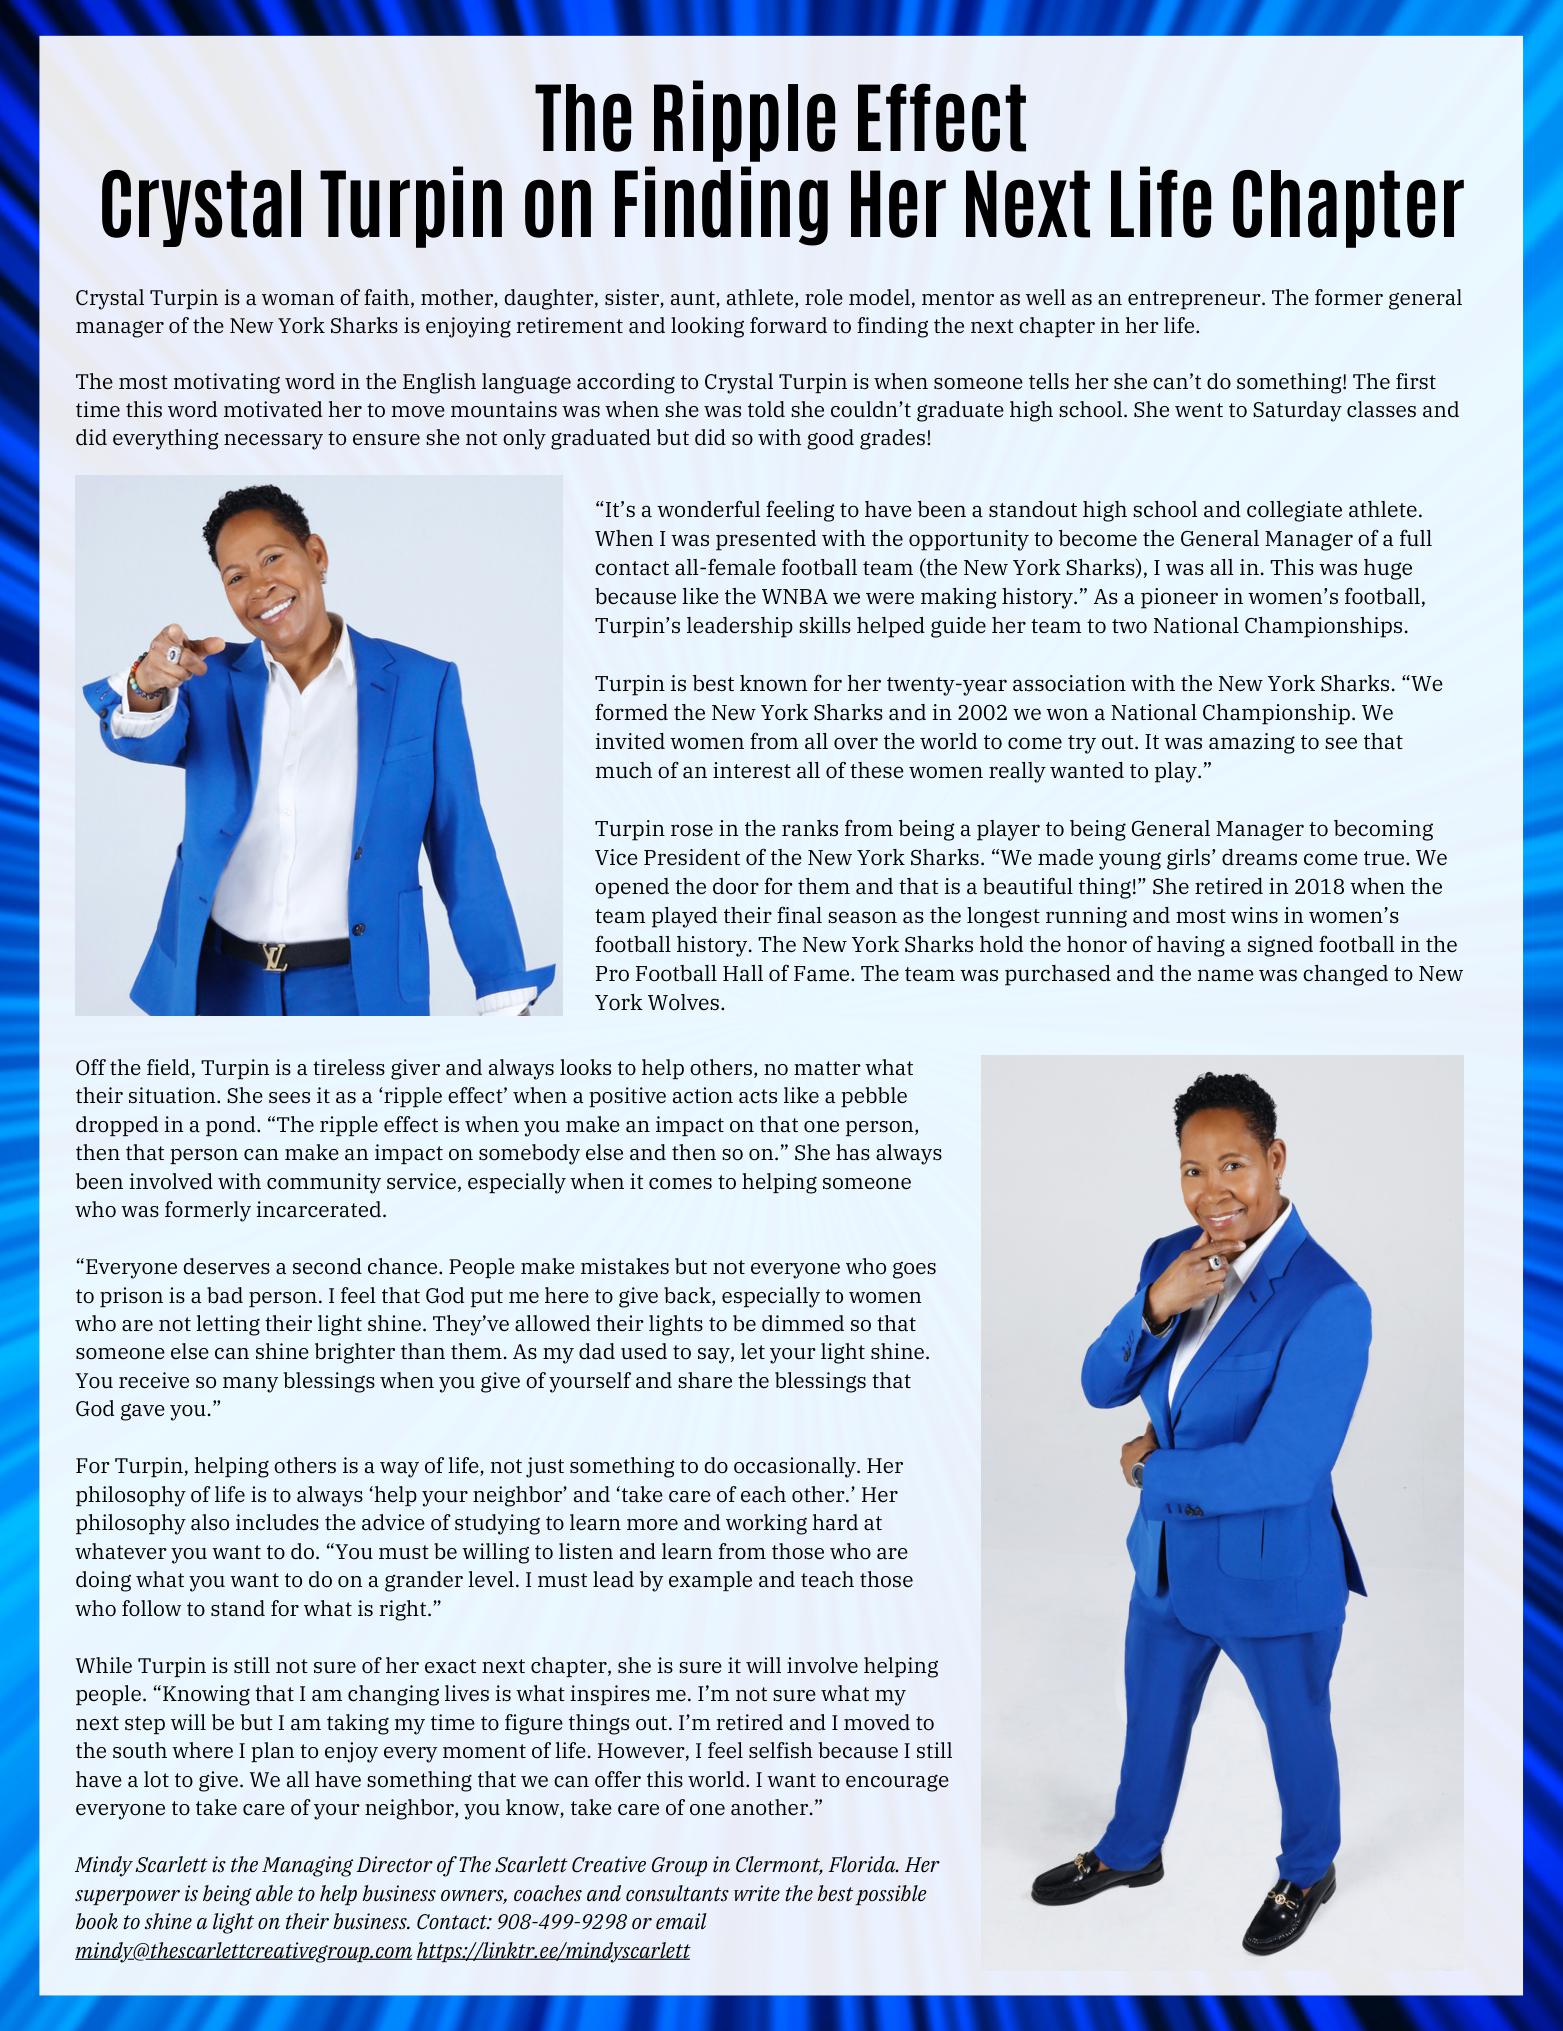 The Ripple Effect
Crystal Turpin on Finding Her Next Life Chapter
Crystal Turpin is a woman of faith, mother, daughter, sister, aunt, athlete, role model, mentor as well as an entrepreneur. The former general
manager of the New York Sharks is enjoying retirement and looking forward to finding the next chapter in her life.
The most motivating word in the English language according to Crystal Turpin is when someone tells her she can’t do something! The first
time this word motivated her to move mountains was when she was told she couldn’t graduate high school. She went to Saturday classes and
did everything necessary to ensure she not only graduated but did so with good grades!
“It’s a wonderful feeling to have been a standout high school and collegiate athlete.
When I was presented with the opportunity to become the General Manager of a full
contact all-female football team (the New York Sharks), I was all in. This was huge
because like the WNBA we were making history.” As a pioneer in women’s football,
Turpin’s leadership skills helped guide her team to two National Championships.
Turpin is best known for her twenty-year association with the New York Sharks. “We
formed the New York Sharks and in 2002 we won a National Championship. We
invited women from all over the world to come try out. It was amazing to see that
much of an interest all of these women really wanted to play.”
Turpin rose in the ranks from being a player to being General Manager to becoming
Vice President of the New York Sharks. “We made young girls’ dreams come true. We
opened the door for them and that is a beautiful thing!” She retired in 2018 when the
team played their final season as the longest running and most wins in women’s
football history. The New York Sharks hold the honor of having a signed football in the
Pro Football Hall of Fame. The team was purchased and the name was changed to New
York Wolves.
Off the field, Turpin is a tireless giver and always looks to help others, no matter what
their situation. She sees it as a ‘ripple effect’ when a positive action acts like a pebble
dropped in a pond. “The ripple effect is when you make an impact on that one person,
then that person can make an impact on somebody else and then so on.” She has always
been involved with community service, especially when it comes to helping someone
who was formerly incarcerated.
“Everyone deserves a second chance. People make mistakes but not everyone who goes
to prison is a bad person. I feel that God put me here to give back, especially to women
who are not letting their light shine. They’ve allowed their lights to be dimmed so that
someone else can shine brighter than them. As my dad used to say, let your light shine.
You receive so many blessings when you give of yourself and share the blessings that
God gave you.”
For Turpin, helping others is a way of life, not just something to do occasionally. Her
philosophy of life is to always ‘help your neighbor’ and ‘take care of each other.’ Her
philosophy also includes the advice of studying to learn more and working hard at
whatever you want to do. “You must be willing to listen and learn from those who are
doing what you want to do on a grander level. I must lead by example and teach those
who follow to stand for what is right.”
While Turpin is still not sure of her exact next chapter, she is sure it will involve helping
people. “Knowing that I am changing lives is what inspires me. I’m not sure what my
next step will be but I am taking my time to figure things out. I’m retired and I moved to
the south where I plan to enjoy every moment of life. However, I feel selfish because I still
have a lot to give. We all have something that we can offer this world. I want to encourage
everyone to take care of your neighbor, you know, take care of one another.”
Mindy Scarlett is the Managing Director of The Scarlett Creative Group in Clermont, Florida. Her
superpower is being able to help business owners, coaches and consultants write the best possible
book to shine a light on their business. Contact: 908-499-9298 or email
mindy@thescarlettcreativegroup.com https://linktr.ee/mindyscarlett